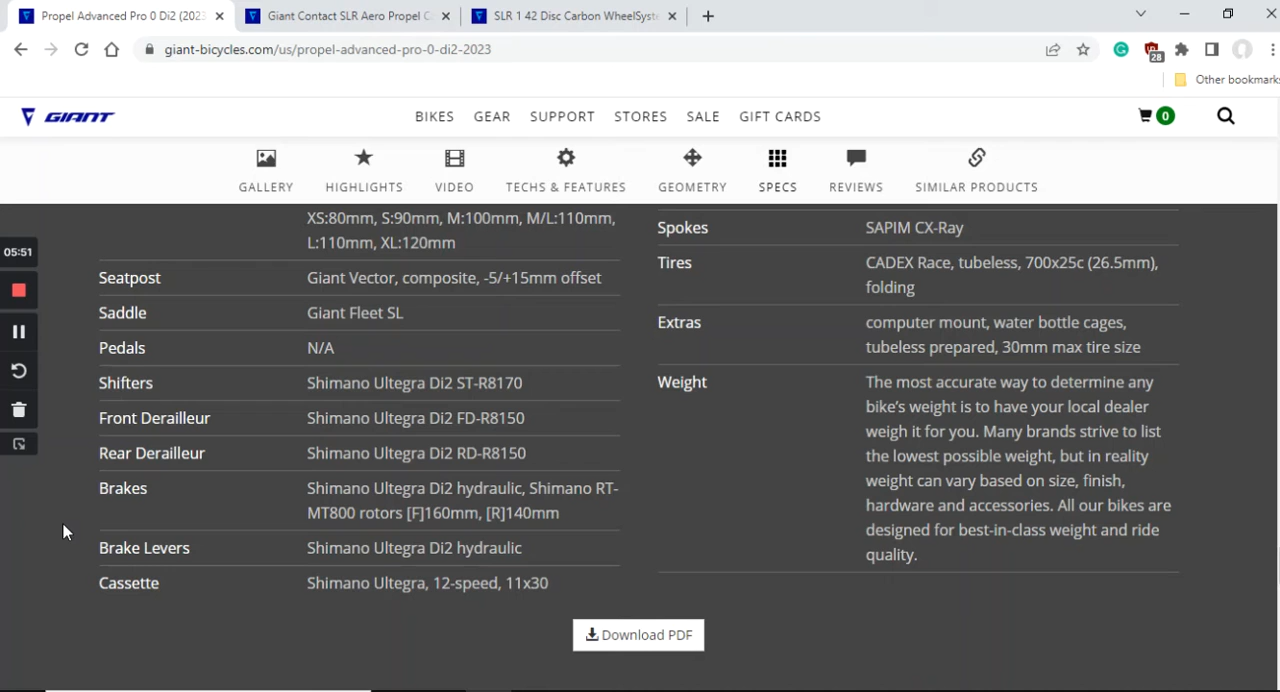 Propel Advanced Pro 0 Di2 (2023
Giant Contact SLR Aero Propel C
SLR 1 42 Disc Carbon WheelSyste
giant-bicycles.com/us/propel-advanced-pro-0-di2-2023
28
Other bookmarks
GIANT
BIKES GEAR SUPPORT STORES SALE GIFT CARDS
0
GALLERY HIGHLIGHTS VIDEO TECHS & FEATURES GEOMETRY SPECS REVIEWS SIMILAR PRODUCTS
05:51
XS:80mm, S:90mm, M:100mm, M/L:110mm,
L:110mm, XL:120mm
Seatpost Giant Vector, composite, -5/+15mm offset
Saddle Giant Fleet SL
Pedals N/A
Shifters Shimano Ultegra Di2 ST-R8170
Front Derailleur Shimano Ultegra Di2 FD-R8150
Rear Derailleur Shimano Ultegra Di2 RD-R8150
Brakes Shimano Ultegra Di2 hydraulic, Shimano RT-
MT800 rotors [F]160mm, [R]140mm
Brake Levers Shimano Ultegra Di2 hydraulic
Cassette Shimano Ultegra, 12-speed, 11x30
Spokes SAPIM CX-Ray
Tires CADEX Race, tubeless, 700x25c (26.5mm),
folding
Extras computer mount, water bottle cages,
tubeless prepared, 30mm max tire size
Weight The most accurate way to determine any
bike's weight is to have your local dealer
weigh it for you. Many brands strive to list
the lowest possible weight, but in reality
weight can vary based on size, finish,
hardware and accessories. All our bikes are
designed for best-in-class weight and ride
quality.
Download PDF